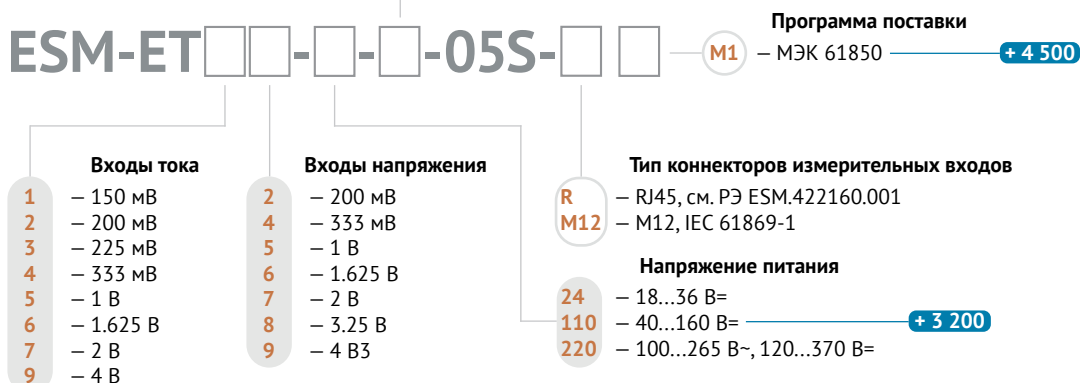 Программа поставки
ESM-ET□□-□-□-05S-□ □ M1 – МЭК 61850 + 4 500
Входы тока
1 – 150 мВ
2 – 200 мВ
3 – 225 мВ
4 – 333 мВ
5 – 1 В
6 – 1.625 В
7 – 2 В
9 – 4 В
Входы напряжения
2 – 200 мВ
4 – 333 мВ
5 – 1 В
6 – 1.625 В
7 – 2 В
8 – 3.25 В
9 – 4 В3
Тип коннекторов измерительных входов
R – RJ45, см. РЭ ESM.422160.001
M12 – M12, IEC 61869-1
Напряжение питания
24 – 18...36 В=
110 – 40...160 В= + 3 200
220 – 100...265 В~, 120...370 В=